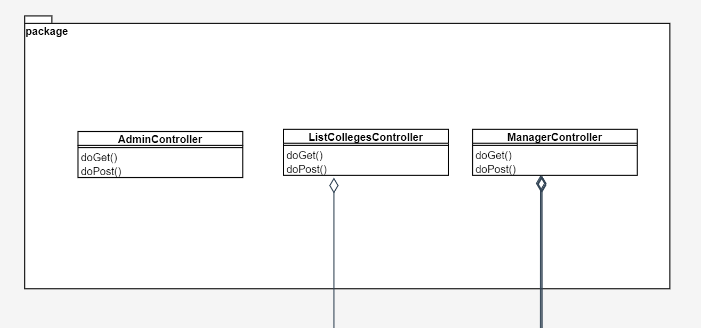 package
AdminController
doGet()
doPost()
ListCollegesController
doGet()
doPost()
ManagerController
doGet()
doPost()